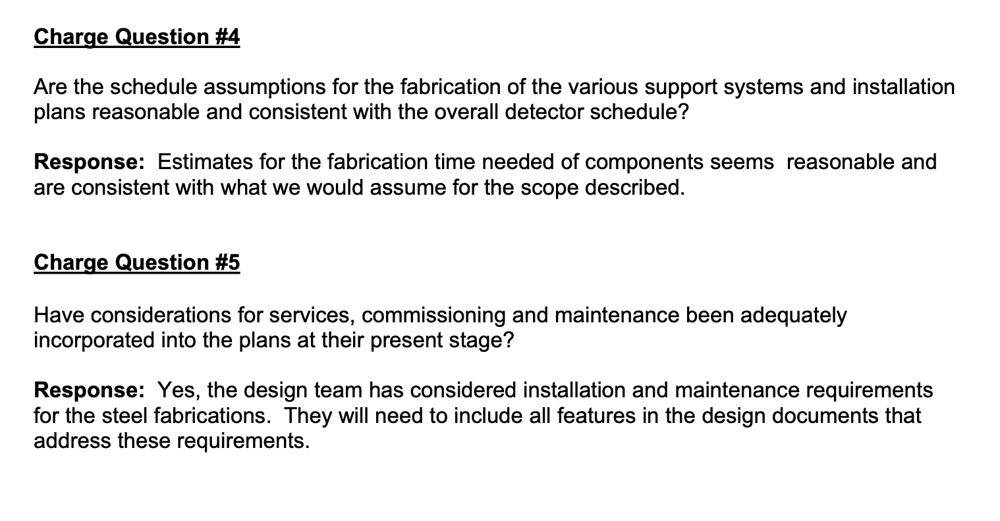 Charge Question #4
Are the schedule assumptions for the fabrication of the various support systems and installation
plans reasonable and consistent with the overall detector schedule?
Response:  Estimates for the fabrication time needed of components seems  reasonable and
are consistent with what we would assume for the scope described.
Charge Question #5
Have considerations for services, commissioning and maintenance been adequately
incorporated into the plans at their present stage?
Response:  Yes, the design team has considered installation and maintenance requirements
for the steel fabrications.  They will need to include all features in the design documents that
address these requirements.